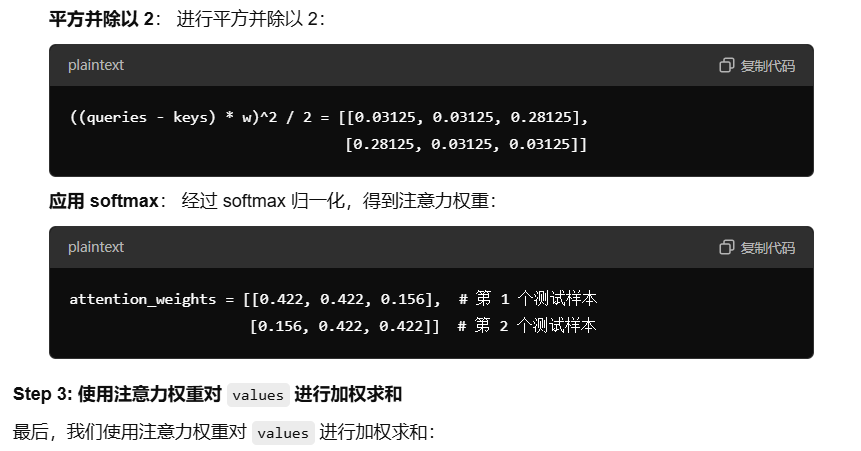 平方并除以 2： 进行平方并除以 2：
plaintext 复制代码
((queries - keys) * w)^2 / 2 = [[0.03125, 0.03125, 0.28125],
[0.28125, 0.03125, 0.03125]]
应用 softmax： 经过 softmax 归一化，得到注意力权重：
plaintext 复制代码
attention_weights = [[0.422, 0.422, 0.156],  # 第 1 个测试样本
[0.156, 0.422, 0.422]]  # 第 2 个测试样本
Step 3: 使用注意力权重对 values 进行加权求和
最后，我们使用注意力权重对 values 进行加权求和：